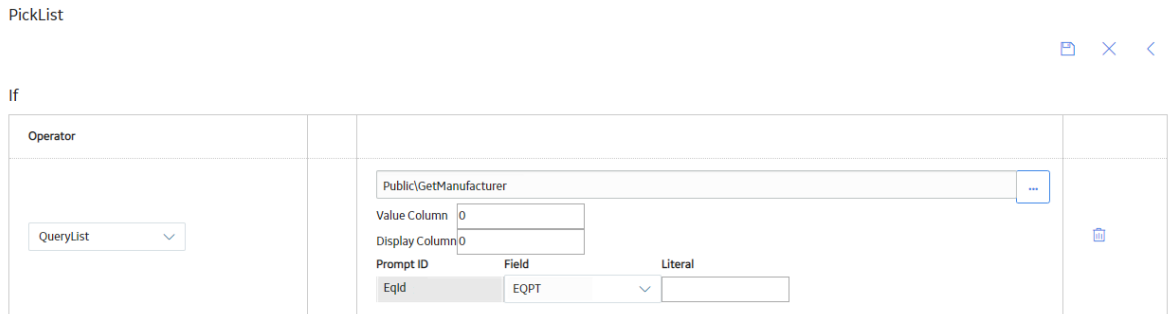 PickList
If
Operator
Public\GetManufacturer ...
Value Column 0
QueryList
Display Column 0
Prompt ID Field Literal
EqId EQPT